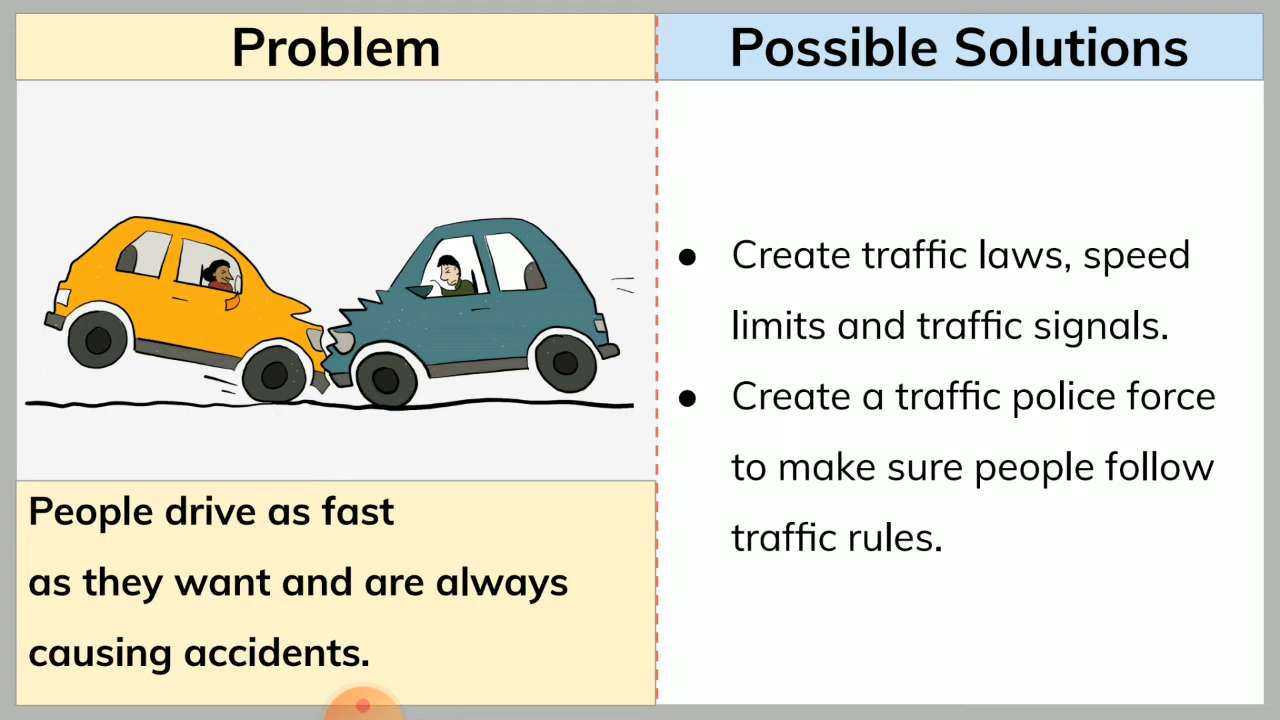 Problem
People drive as fast
as they want and are always
causing accidents.
Possible Solutions
● Create traffic laws, speed
limits and traffic signals.
● Create a traffic police force
to make sure people follow
traffic rules.